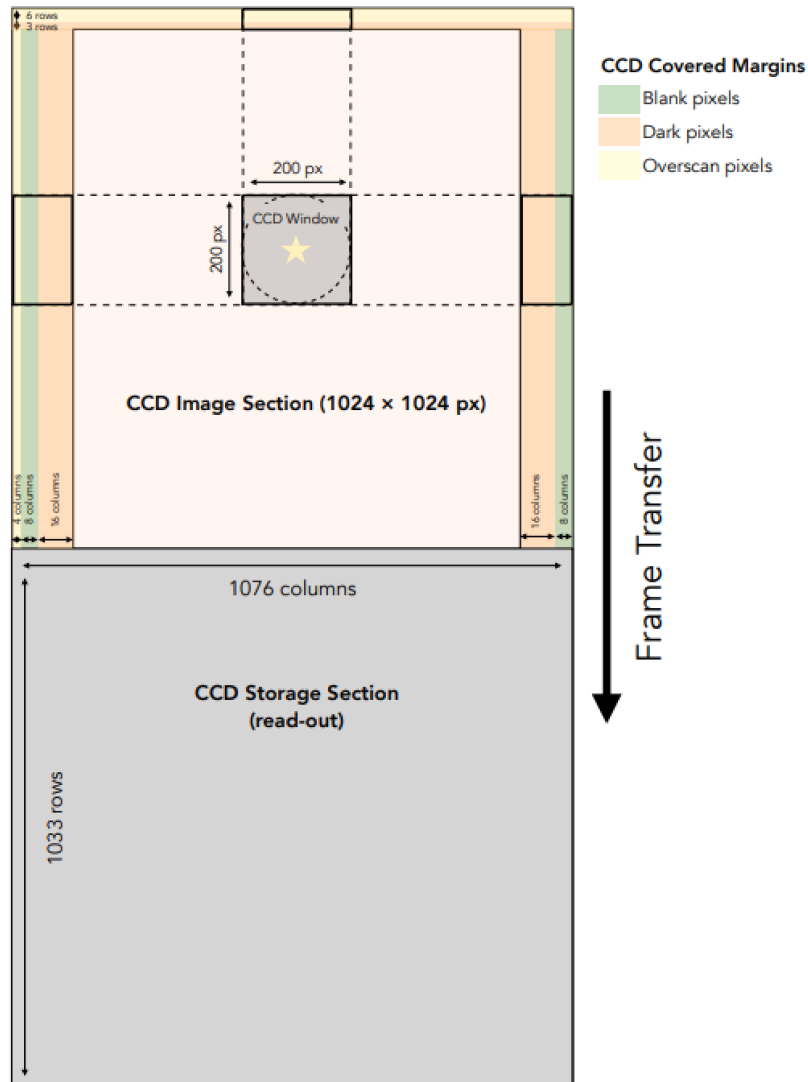 6 rows
3 rows
CCD Covered Margins
Blank pixels
Dark pixels
Overscan pixels
200 px
CCD Window
200 px
CCD Image Section (1024 × 1024 px)
4 columns
8 columns
16 columns
16 columns
8 columns
Frame Transfer
1076 columns
CCD Storage Section
(read-out)
1033 rows